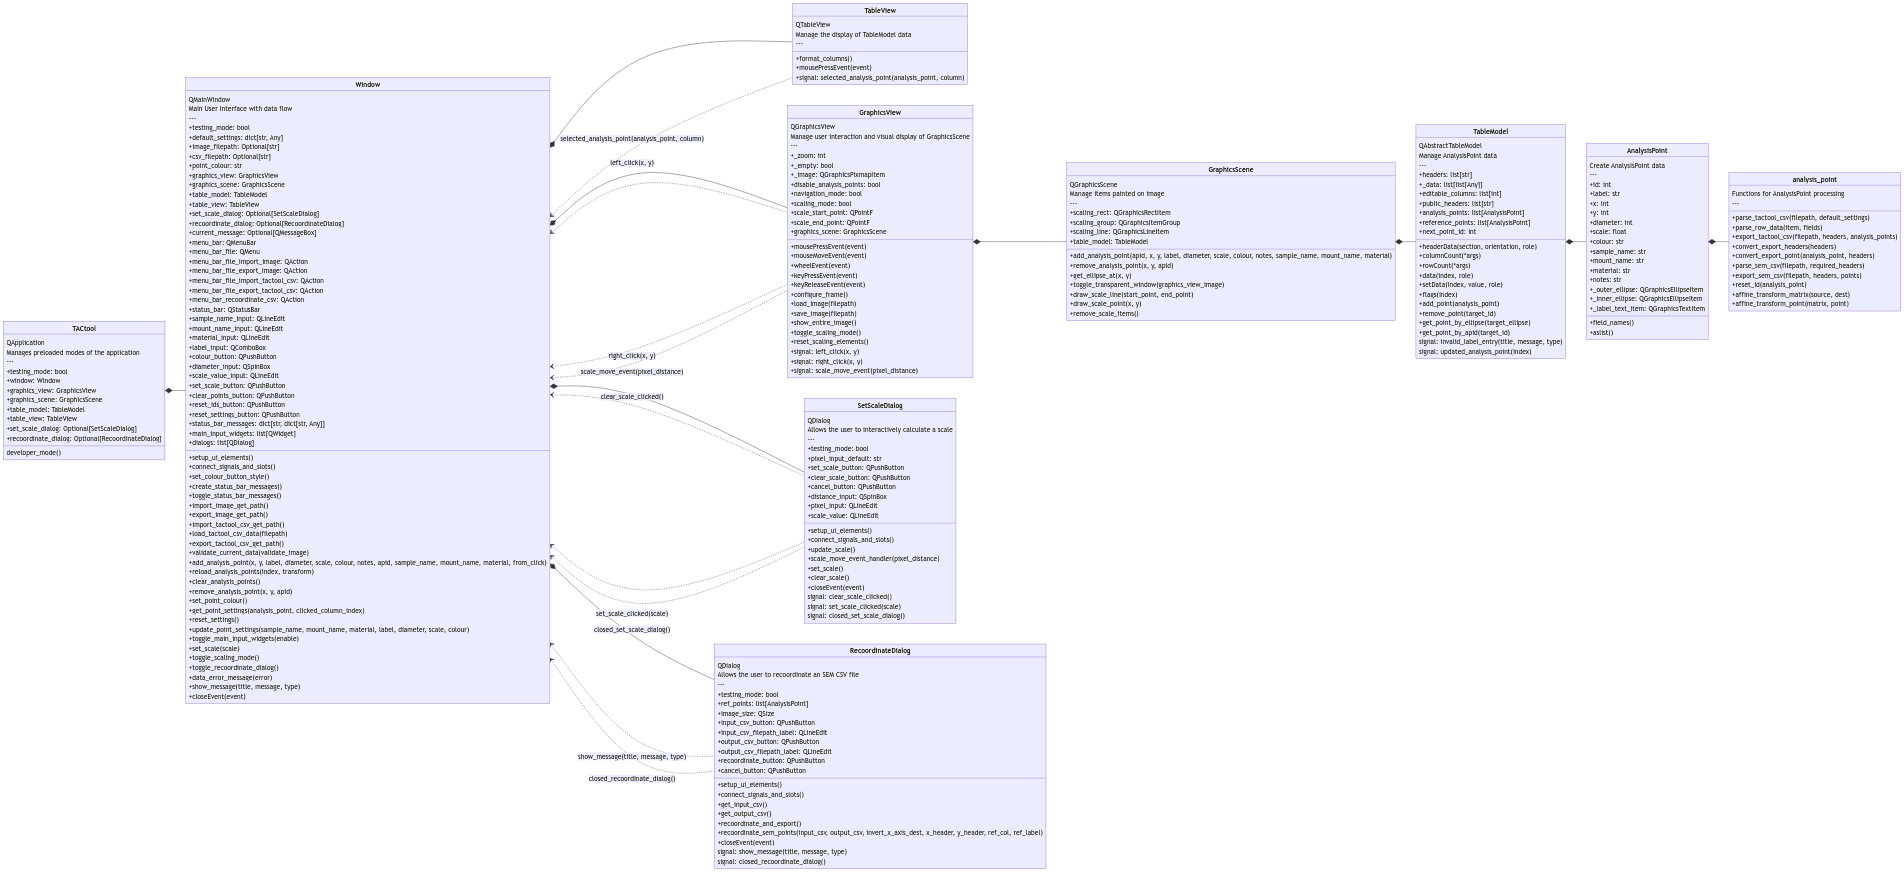 TACtool
QApplication
Manages preloaded modes of the application
---
+testing_mode: bool
+window: Window
+graphics_view: GraphicsView
+graphics_scene: GraphicsScene
+table_model: TableModel
+table_view: TableView
+set_scale_dialog: Optional[SetScaleDialog]
+recoordinate_dialog: Optional[RecoordinateDialog]
developer_mode()
Window
QMainWindow
Main User Interface with data flow
---
+testing_mode: bool
+default_settings: dict[str, Any]
+image_filepath: Optional[str]
+csv_filepath: Optional[str]
+point_colour: str
+graphics_view: GraphicsView
+graphics_scene: GraphicsScene
+table_model: TableModel
+table_view: TableView
+set_scale_dialog: Optional[SetScaleDialog]
+recoordinate_dialog: Optional[RecoordinateDialog]
+current_message: Optional[QMessageBox]
+menu_bar: QMenuBar
+menu_bar_file: QMenu
+menu_bar_file_import_image: QAction
+menu_bar_file_export_image: QAction
+menu_bar_file_import_tactool_csv: QAction
+menu_bar_file_export_tactool_csv: QAction
+menu_bar_recoordinate_csv: QAction
+status_bar: QStatusBar
+sample_name_input: QLineEdit
+mount_name_input: QLineEdit
+material_input: QLineEdit
+label_input: QComboBox
+colour_button: QPushButton
+diameter_input: QSpinBox
+scale_value_input: QLineEdit
+set_scale_button: QPushButton
+clear_points_button: QPushButton
+reset_ids_button: QPushButton
+reset_settings_button: QPushButton
+status_bar_messages: dict[str, dict[str, Any]]
+main_input_widgets: list[QWidget]
+dialogs: list[QDialog]
+setup_ui_elements()
+connect_signals_and_slots()
+set_colour_button_style()
+create_status_bar_messages()
+toggle_status_bar_messages()
+import_image_get_path()
+export_image_get_path()
+import_tactool_csv_get_path()
+load_tactool_csv_data(filepath)
+export_tactool_csv_get_path()
+validate_current_data(validate_image)
+add_analysis_point(x, y, label, diameter, scale, colour, notes, apid, sample_name, mount_name, material, from_click)
+reload_analysis_points(index, transform)
+clear_analysis_points()
+remove_analysis_point(x, y, apid)
+set_point_colour()
+get_point_settings(analysis_point, clicked_column_index)
+reset_settings()
+update_point_settings(sample_name, mount_name, material, label, diameter, scale, colour)
+toggle_main_input_widgets(enable)
+set_scale(scale)
+toggle_scaling_mode()
+toggle_recoordinate_dialog()
+data_error_message(error)
+show_message(title, message, type)
+closeEvent(event)
selected_analysis_point(analysis_point, column)
left_click(x, y)
right_click(x, y)
scale_move_event(pixel_distance)
clear_scale_clicked()
set_scale_clicked(scale)
closed_set_scale_dialog()
show_message(title, message, type)
closed_recoordinate_dialog()
TableView
QTableView
Manage the display of TableModel data
---
+format_columns()
+mousePressEvent(event)
+signal: selected_analysis_point(analysis_point, column)
GraphicsView
QGraphicsView
Manage user interaction and visual display of GraphicsScene
---
+_zoom: int
+_empty: bool
+_image: QGraphicsPixmapItem
+disable_analysis_points: bool
+navigation_mode: bool
+scaling_mode: bool
+scale_start_point: QPointF
+scale_end_point: QPointF
+graphics_scene: GraphicsScene
+mousePressEvent(event)
+mouseMoveEvent(event)
+wheelEvent(event)
+keyPressEvent(event)
+keyReleaseEvent(event)
+configure_frame()
+load_image(filepath)
+save_image(filepath)
+show_entire_image()
+toggle_scaling_mode()
+reset_scaling_elements()
+signal: left_click(x, y)
+signal: right_click(x, y)
+signal: scale_move_event(pixel_distance)
SetScaleDialog
QDialog
Allows the user to interactively calculate a scale
---
+testing_mode: bool
+pixel_input_default: str
+set_scale_button: QPushButton
+clear_scale_button: QPushButton
+cancel_button: QPushButton
+distance_input: QSpinBox
+pixel_input: QLineEdit
+scale_value: QLineEdit
+setup_ui_elements()
+connect_signals_and_slots()
+update_scale()
+scale_move_event_handler(pixel_distance)
+set_scale()
+clear_scale()
+closeEvent(event)
signal: clear_scale_clicked()
signal: set_scale_clicked(scale)
signal: closed_set_scale_dialog()
RecoordinateDialog
QDialog
Allows the user to recoordinate an SEM CSV file
---
+testing_mode: bool
+ref_points: list[AnalysisPoint]
+image_size: QSize
+input_csv_button: QPushButton
+input_csv_filepath_label: QLineEdit
+output_csv_button: QPushButton
+output_csv_filepath_label: QLineEdit
+recoordinate_button: QPushButton
+cancel_button: QPushButton
+setup_ui_elements()
+connect_signals_and_slots()
+get_input_csv()
+get_output_csv()
+recoordinate_and_export()
+recoordinate_sem_points(input_csv, output_csv, invert_x_axis_dest, x_header, y_header, ref_col, ref_label)
+closeEvent(event)
signal: show_message(title, message, type)
signal: closed_recoordinate_dialog()
GraphicsScene
QGraphicsScene
Manage items painted on image
---
+scaling_rect: QGraphicsRectItem
+scaling_group: QGraphicsItemGroup
+scaling_line: QGraphicsLineItem
+table_model: TableModel
+add_analysis_point(apid, x, y, label, diameter, scale, colour, notes, sample_name, mount_name, material)
+remove_analysis_point(x, y, apid)
+get_ellipse_at(x, y)
+toggle_transparent_window(graphics_view_image)
+draw_scale_line(start_point, end_point)
+draw_scale_point(x, y)
+remove_scale_items()
TableModel
QAbstractTableModel
Manage AnalysisPoint data
---
+headers: list[str]
+_data: list[list[Any]]
+editable_columns: list[int]
+public_headers: list[str]
+analysis_points: list[AnalysisPoint]
+reference_points: list[AnalysisPoint]
+next_point_id: int
+headerData(section, orientation, role)
+columnCount(*args)
+rowCount(*args)
+data(index, role)
+setData(index, value, role)
+flags(index)
+add_point(analysis_point)
+remove_point(target_id)
+get_point_by_ellipse(target_ellipse)
+get_point_by_apid(target_id)
signal: invalid_label_entry(title, message, type)
signal: updated_analysis_point(index)
AnalysisPoint
Create AnalysisPoint data
---
+id: int
+label: str
+x: int
+y: int
+diameter: int
+scale: float
+colour: str
+sample_name: str
+mount_name: str
+material: str
+notes: str
+_outer_ellipse: QGraphicsEllipseItem
+_inner_ellipse: QGraphicsEllipseItem
+_label_text_item: QGraphicsTextItem
+field_names()
+aslist()
analysis_point
Functions for AnalysisPoint processing
---
+parse_tactool_csv(filepath, default_settings)
+parse_row_data(item, fields)
+export_tactool_csv(filepath, headers, analysis_points)
+convert_export_headers(headers)
+convert_export_point(analysis_point, headers)
+parse_sem_csv(filepath, required_headers)
+export_sem_csv(filepath, headers, points)
+reset_id(analysis_point)
+affine_transform_matrix(source, dest)
+affine_transform_point(matrix, point)